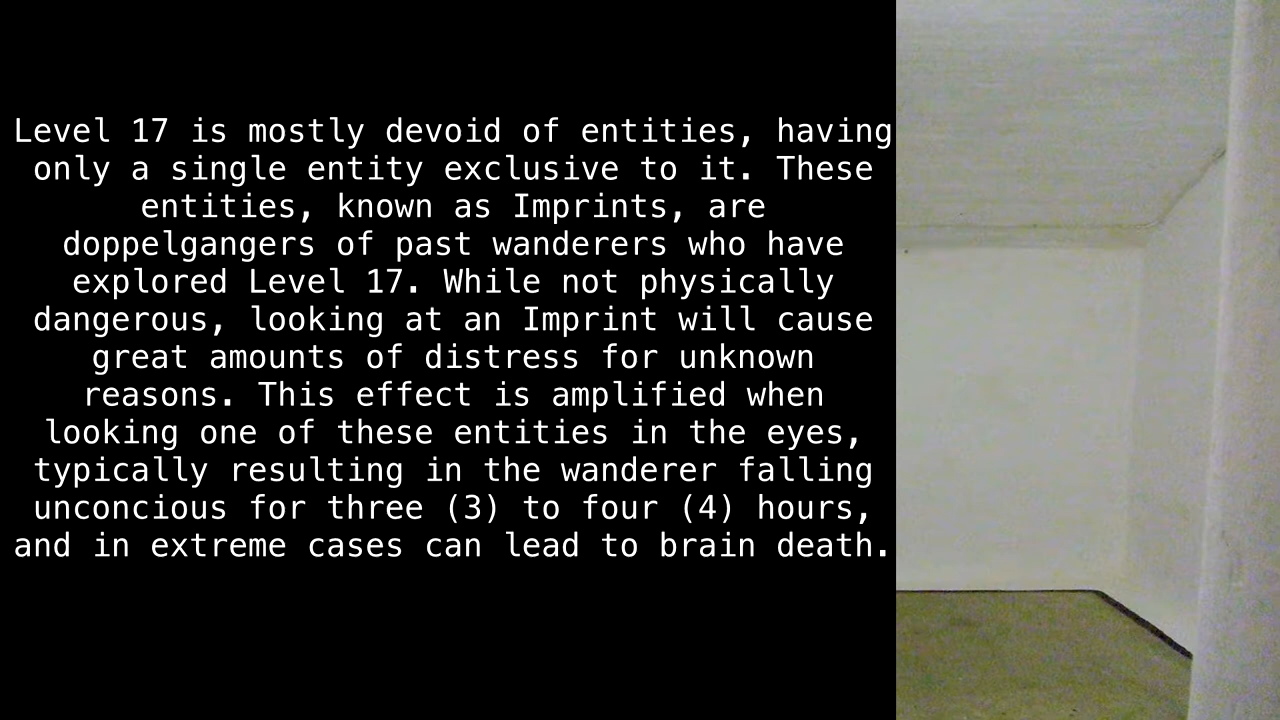 Level 17 is mostly devoid of entities, having
only a single entity exclusive to it. These
entities, known as Imprints, are
doppelgangers of past wanderers who have
explored Level 17. While not physically
dangerous, looking at an Imprint will cause
great amounts of distress for unknown
reasons. This effect is amplified when
looking one of these entities in the eyes,
typically resulting in the wanderer falling
unconcious for three (3) to four (4) hours,
and in extreme cases can lead to brain death.